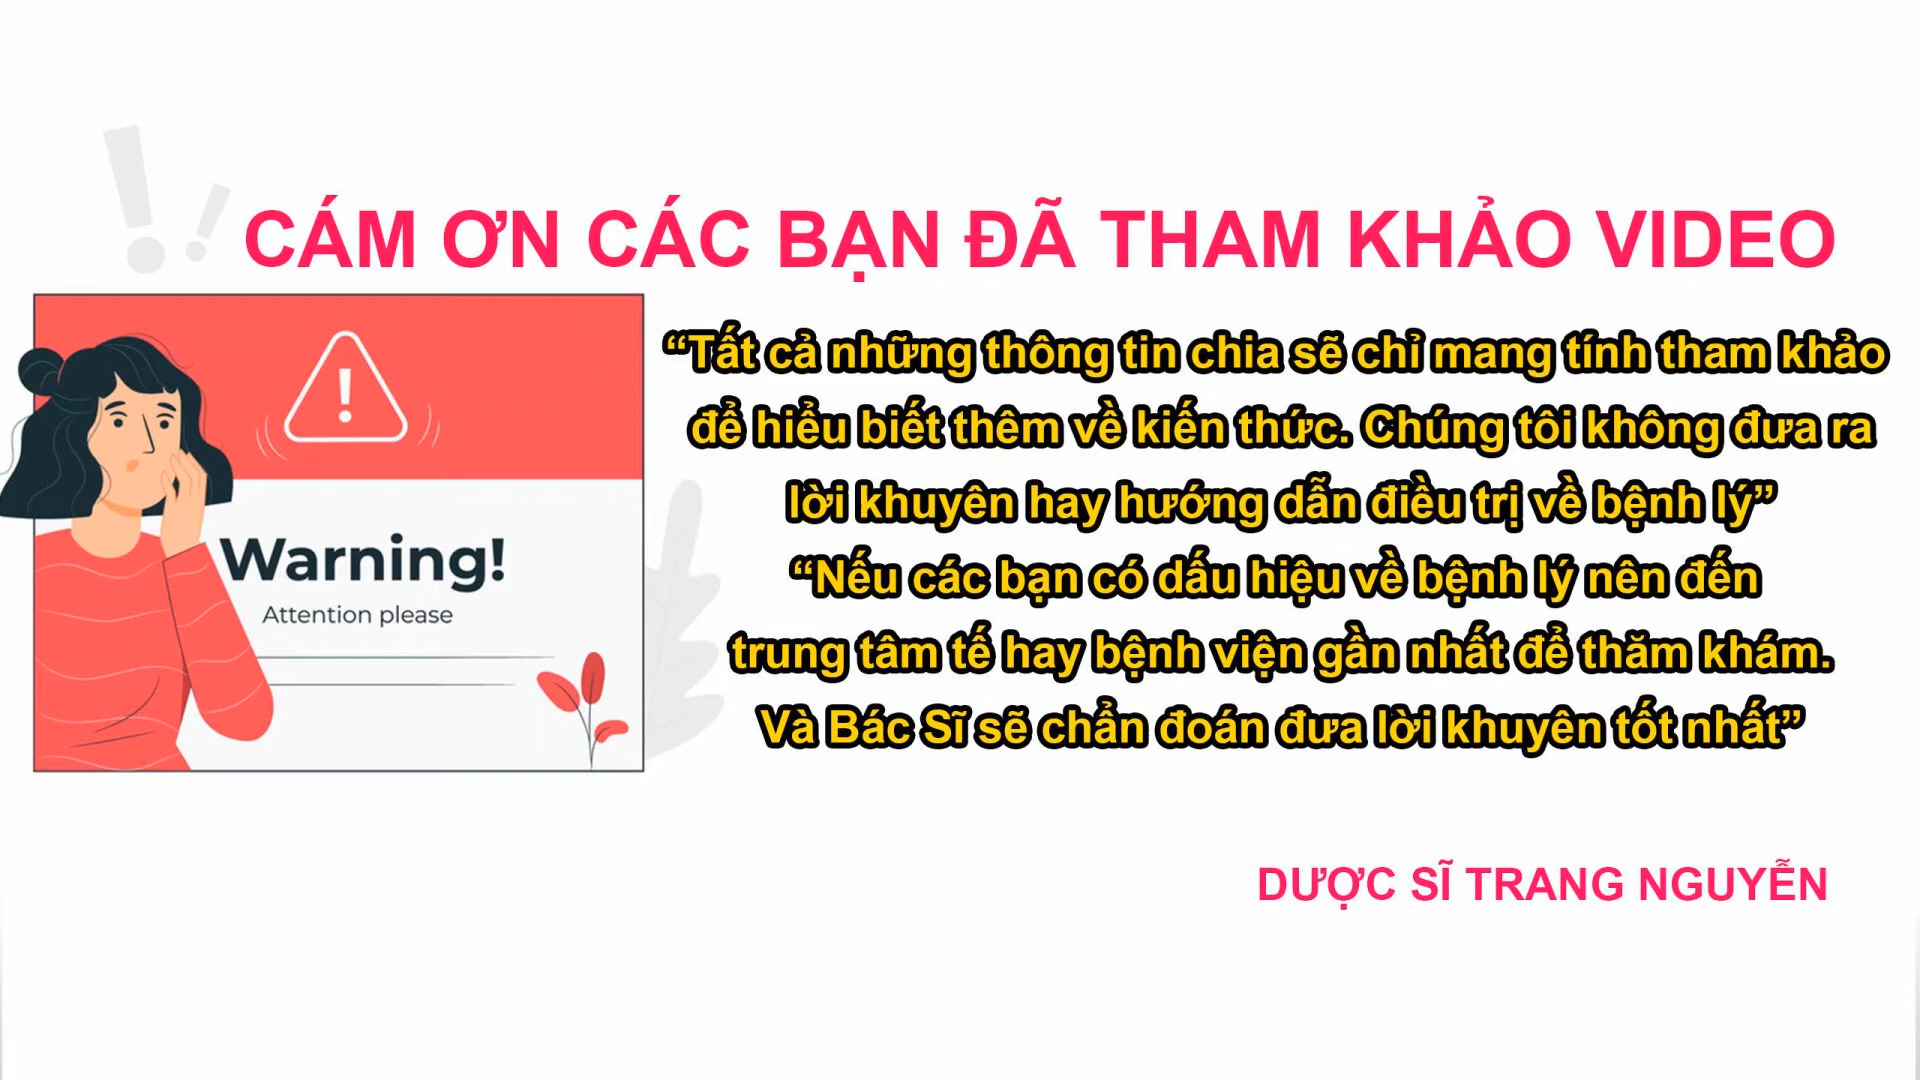 CÁM ƠN CÁC BẠN ĐÃ THAM KHẢO VIDEO
“Tất cả những thông tin chia sẽ chỉ mang tính tham khảo
để hiểu biết thêm về kiến thức. Chúng tôi không đưa ra
lời khuyên hay hướng dẫn điều trị về bệnh lý”
“Nếu các bạn có dấu hiệu về bệnh lý nên đến
trung tâm tế hay bệnh viện gần nhất để thăm khám.
Và Bác Sĩ sẽ chẩn đoán đưa lời khuyên tốt nhất”
Warning!
Attention please
DƯỢC SĨ TRANG NGUYỄN